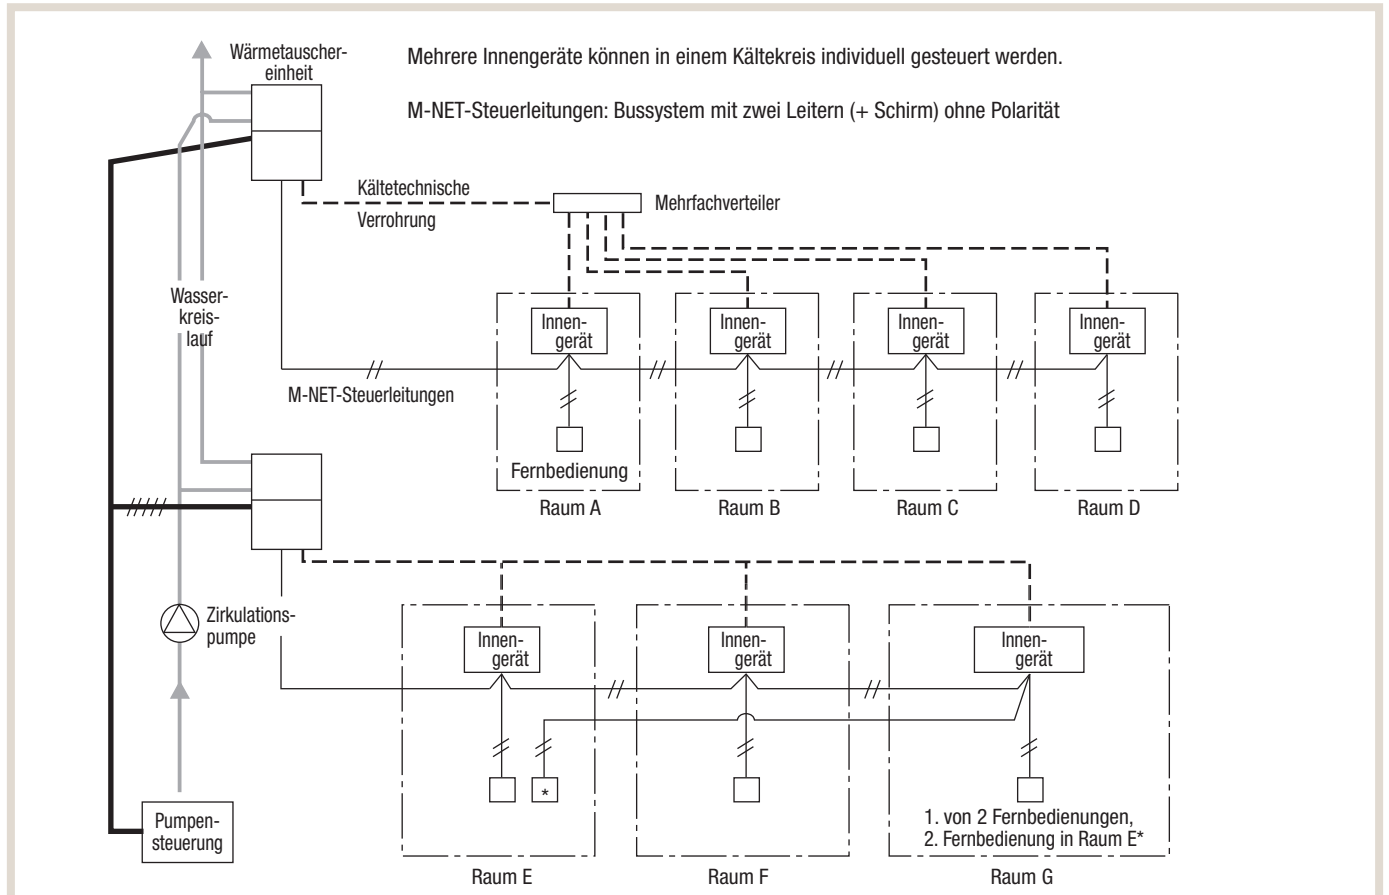 Wärmetauscher-
einheit
Mehrere Innengeräte können in einem Kältekreis individuell gesteuert werden.
M-NET-Steuerleitungen: Bussystem mit zwei Leitern (+ Schirm) ohne Polarität
Kältetechnische
Verrohrung
Mehrfachverteiler
Wasser-
kreis-
lauf
Innen-
gerät
Innen-
gerät
Innen-
gerät
Innen-
gerät
M-NET-Steuerleitungen
Fernbedienung
Raum A
Raum B
Raum C
Raum D
Zirkulations-
pumpe
Innen-
gerät
Innen-
gerät
Innen-
gerät
*
Pumpen-
steuerung
1. von 2 Fernbedienungen,
2. Fernbedienung in Raum E*
Raum E
Raum F
Raum G